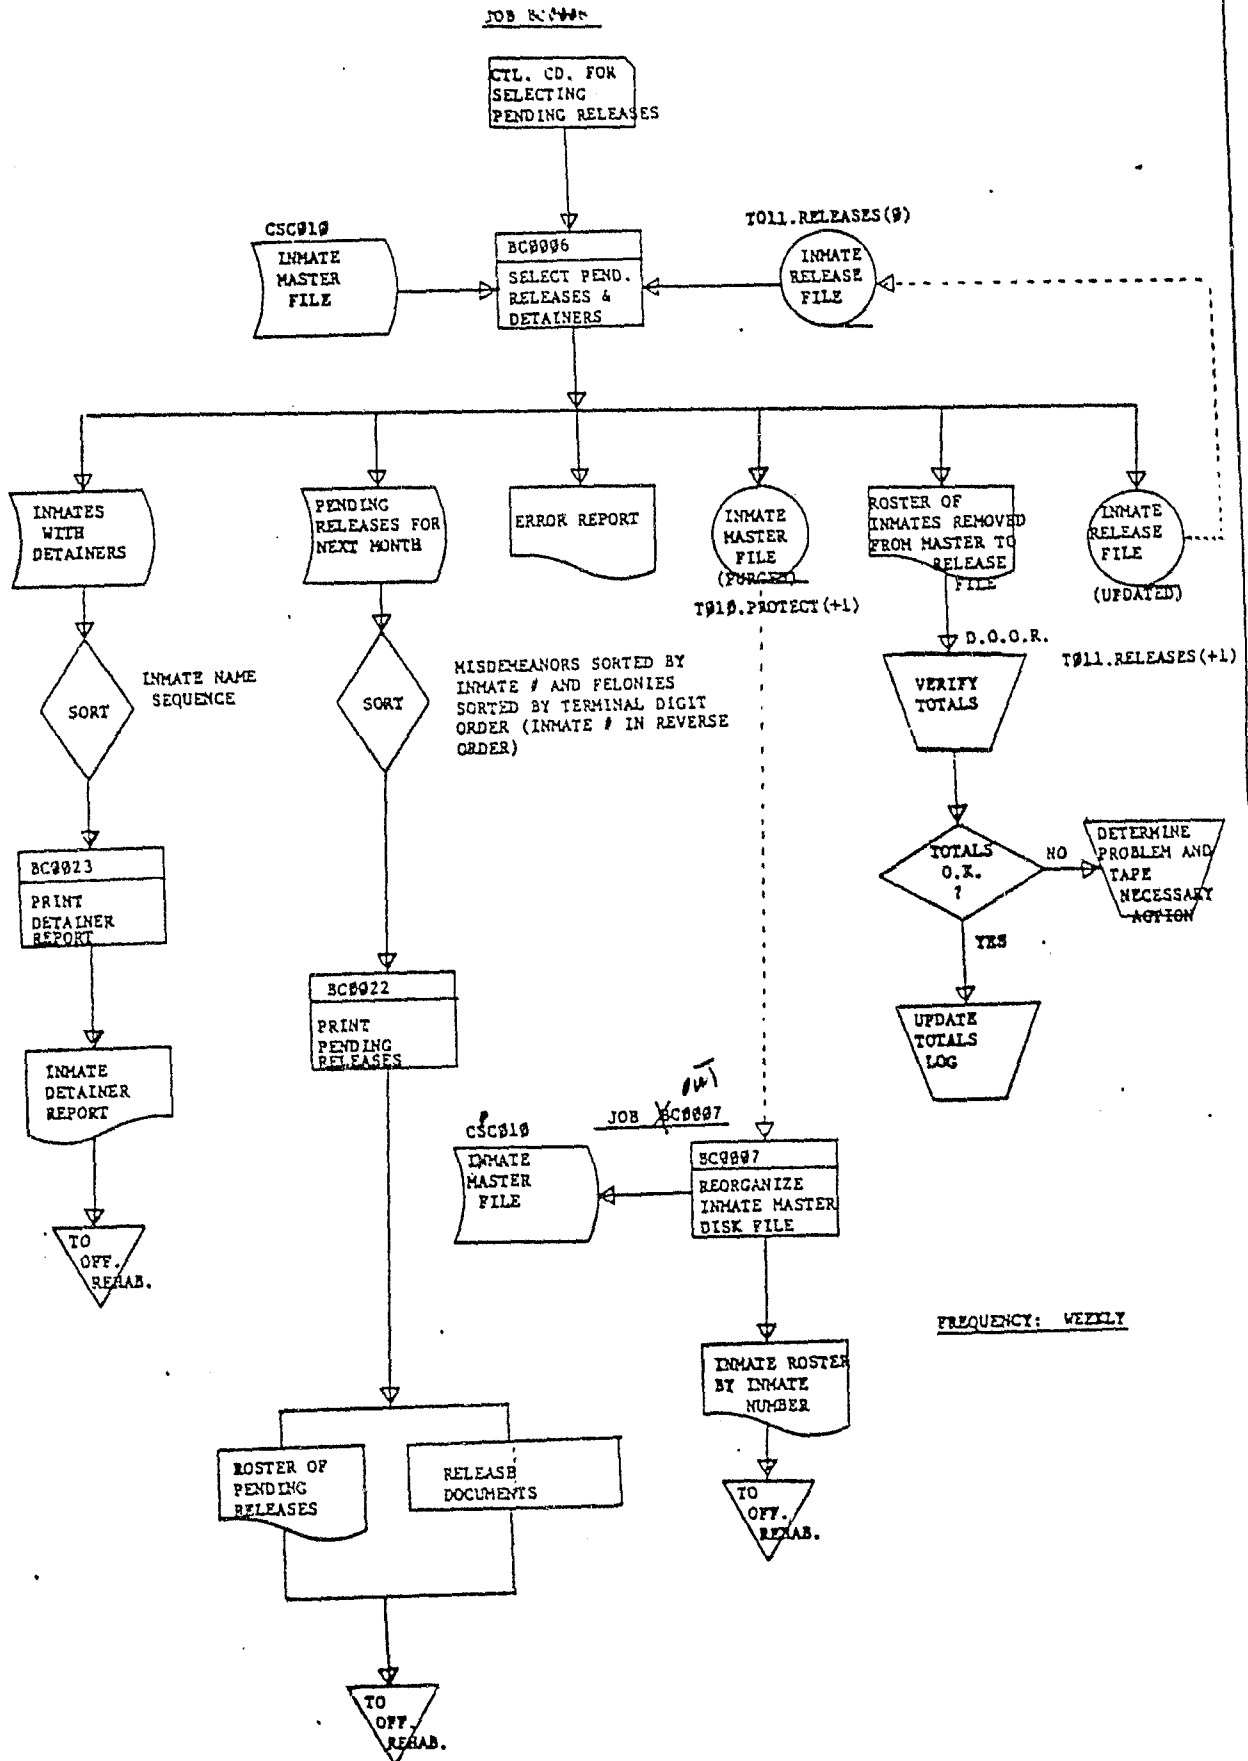 JOB
CTL. CD. FOR
SELECTING
PENDING RELEASES
CSC010
INMATE
MASTER
FILE
BC0006
SELECT PEND.
RELEASES &
DETAINERS
T011.RELEASES(0)
INMATE
RELEASE
FILE
INMATES
WITH
DETAINERS
PENDING
RELEASES FOR
NEXT MONTH
ERROR REPORT
INMATE
MASTER
FILE
(PURGED)
T010.PROTECT(+1)
ROSTER OF
INMATES REMOVED
FROM MASTER TO
RELEASE
FILE
INMATE
RELEASE
FILE
(UPDATED)
T011.RELEASES(+1)
SORT
INMATE NAME
SEQUENCE
SORT
MISDEMEANORS SORTED BY
INMATE # AND FELONIES
SORTED BY TERMINAL DIGIT
ORDER (INMATE # IN REVERSE
ORDER)
D.O.O.R.
VERIFY
TOTALS
TOTALS
O.K.
?
NO
DETERMINE
PROBLEM AND
TAPE
NECESSARY
ACTION
YES
UPDATE
TOTALS
LOG
BC0023
PRINT
DETAINER
REPORT
BC0022
PRINT
PENDING
RELEASES
INMATE
DETAINER
REPORT
TO
OFF.
REHAB.
JOB BC0007
CSC010
INMATE
MASTER
FILE
BC0007
REORGANIZE
INMATE MASTER
DISK FILE
FREQUENCY: WEEKLY
INMATE ROSTER
BY INMATE
NUMBER
TO
OFF.
REHAB.
ROSTER OF
PENDING
RELEASES
RELEASE
DOCUMENTS
TO
OFF.
REHAB.